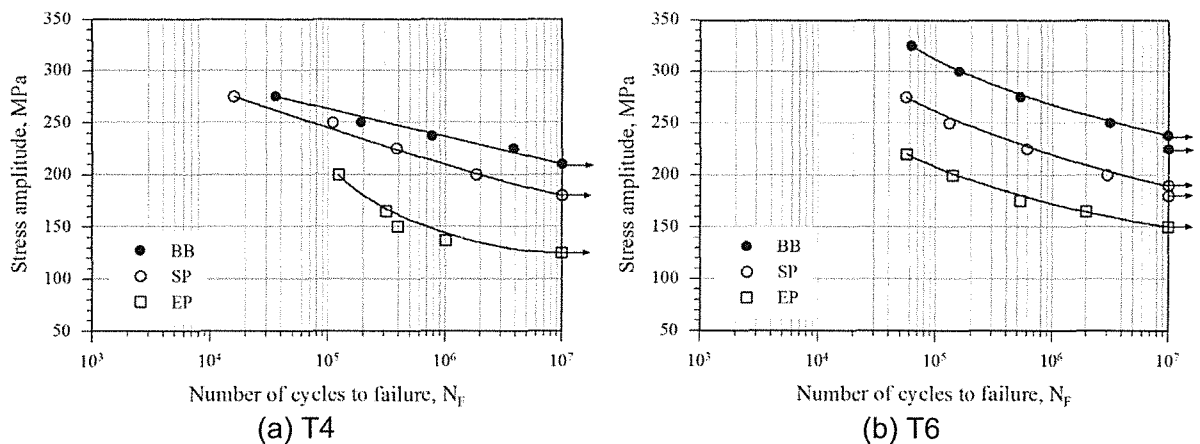 350
300
250
200
150
100
50
Stress amplitude, MPa
BB
SP
EP
10³ 10⁴ 10⁵ 10⁶ 10⁷
Number of cycles to failure, N_F
(a) T4
350
300
250
200
150
100
50
Stress amplitude, MPa
BB
SP
EP
10³ 10⁴ 10⁵ 10⁶ 10⁷
Number of cycles to failure, N_F
(b) T6